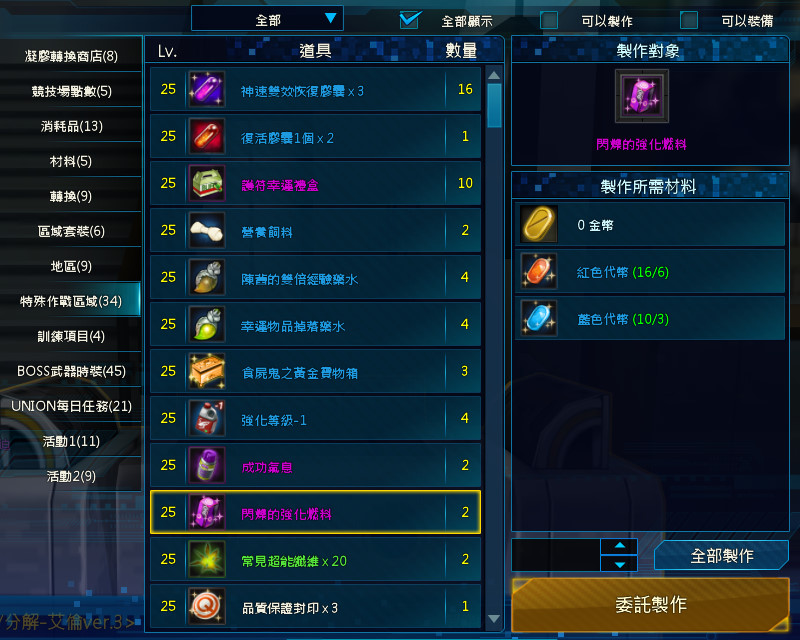 全部
全部顯示
可以製作
可以裝備
凝膠轉換商店(8)
競技場點數(5)
消耗品(13)
材料(5)
轉換(9)
區域套裝(6)
地區(9)
特殊作戰區域(34)
訓練項目(4)
BOSS武器時裝(45)
UNION每日任務(21)
活動1(11)
活動2(9)
/分解-艾倫ver.3>
Lv. 道具 數量
25 神速雙效恢復膠囊 x 3 16
25 復活膠囊1個 x 2 1
25 護符幸運禮盒 10
25 營養飼料 2
25 陳舊的雙倍經驗藥水 4
25 幸運物品掉落藥水 4
25 食屍鬼之黃金寶物箱 3
25 強化等級-1 4
25 成功氣息 2
25 閃爍的強化燃料 2
25 常見超能纖維 x 20 2
25 品質保證封印 x 3 1
製作對象
閃爍的強化燃料
製作所需材料
0 金幣
紅色代幣 (16/6)
藍色代幣 (10/3)
全部製作
委託製作